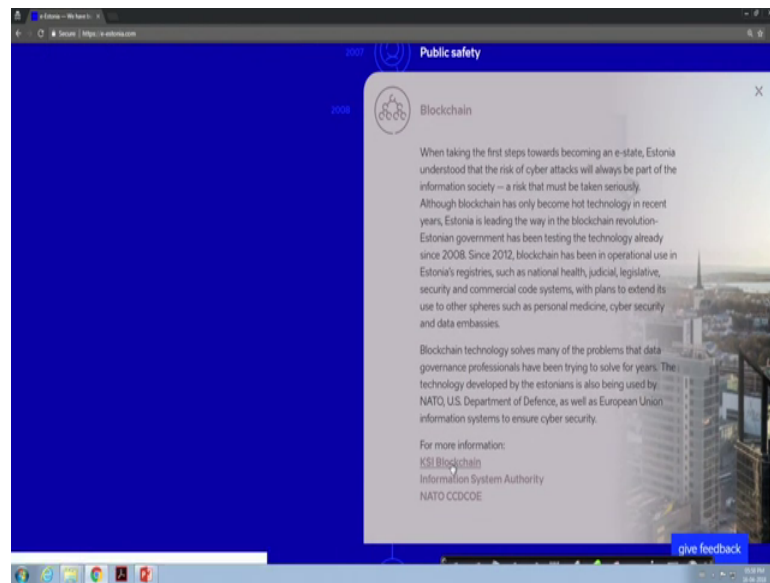 e-Estonia — We have b
Secure | https://e-estonia.com
2007
Public safety
2008
Blockchain
X
When taking the first steps towards becoming an e-state, Estonia
understood that the risk of cyber attacks will always be part of the
information society – a risk that must be taken seriously.
Although blockchain has only become hot technology in recent
years, Estonia is leading the way in the blockchain revolution-
Estonian government has been testing the technology already
since 2008. Since 2012, blockchain has been in operational use in
Estonia's registries, such as national health, judicial, legislative,
security and commercial code systems, with plans to extend its
use to other spheres such as personal medicine, cyber security
and data embassies.
Blockchain technology solves many of the problems that data
governance professionals have been trying to solve for years. The
technology developed by the estonians is also being used by
NATO, U.S. Department of Defence, as well as European Union
information systems to ensure cyber security.
For more information:
KSI Blockchain
Information System Authority
NATO CCDCOE
give feedback